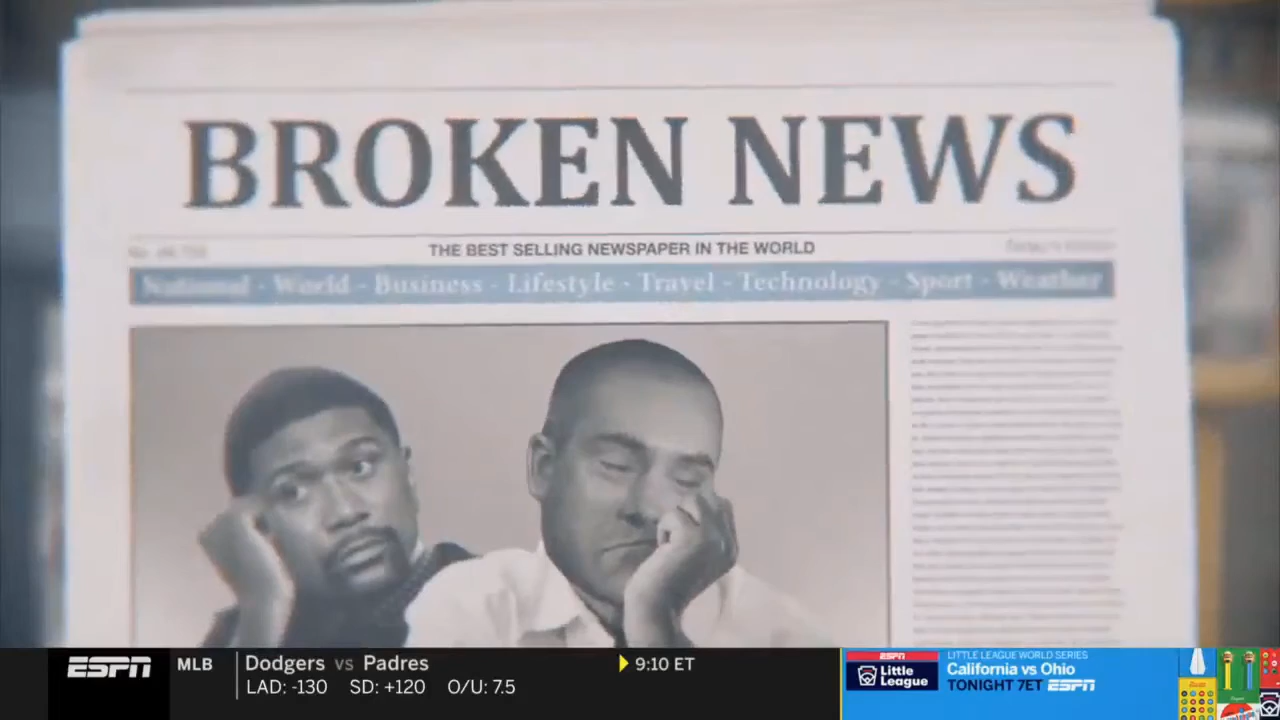 BROKEN NEWS
THE BEST SELLING NEWSPAPER IN THE WORLD
National - World - Business - Lifestyle - Travel - Technology - Sport - Weather
ESPN
MLB
Dodgers vs Padres
LAD: -130 SD: +120 O/U: 7.5
9:10 ET
ESPN
Little
League
LITTLE LEAGUE WORLD SERIES
California vs Ohio
TONIGHT 7ET ESPN